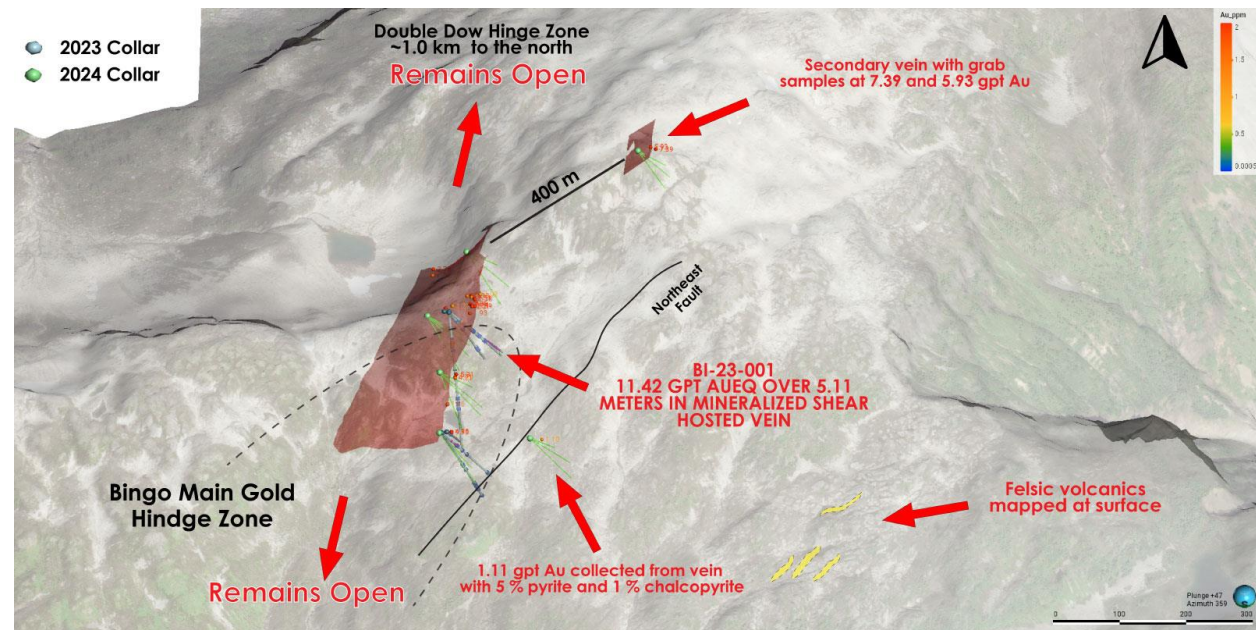 2023 Collar
2024 Collar
Double Dow Hinge Zone
~1.0 km to the north
Remains Open
Secondary vein with grab
samples at 7.39 and 5.93 gpt Au
Au_ppm
2
1.5
1
0.5
0.0005
400 m
Northeast
Fault
BI-23-001
11.42 GPT AUEQ OVER 5.11
METERS IN MINERALIZED SHEAR
HOSTED VEIN
Bingo Main Gold
Hindge Zone
Felsic volcanics
mapped at surface
1.11 gpt Au collected from vein
with 5 % pyrite and 1 % chalcopyrite
Remains Open
Plunge +47
Azimuth 359
0 100 200 300